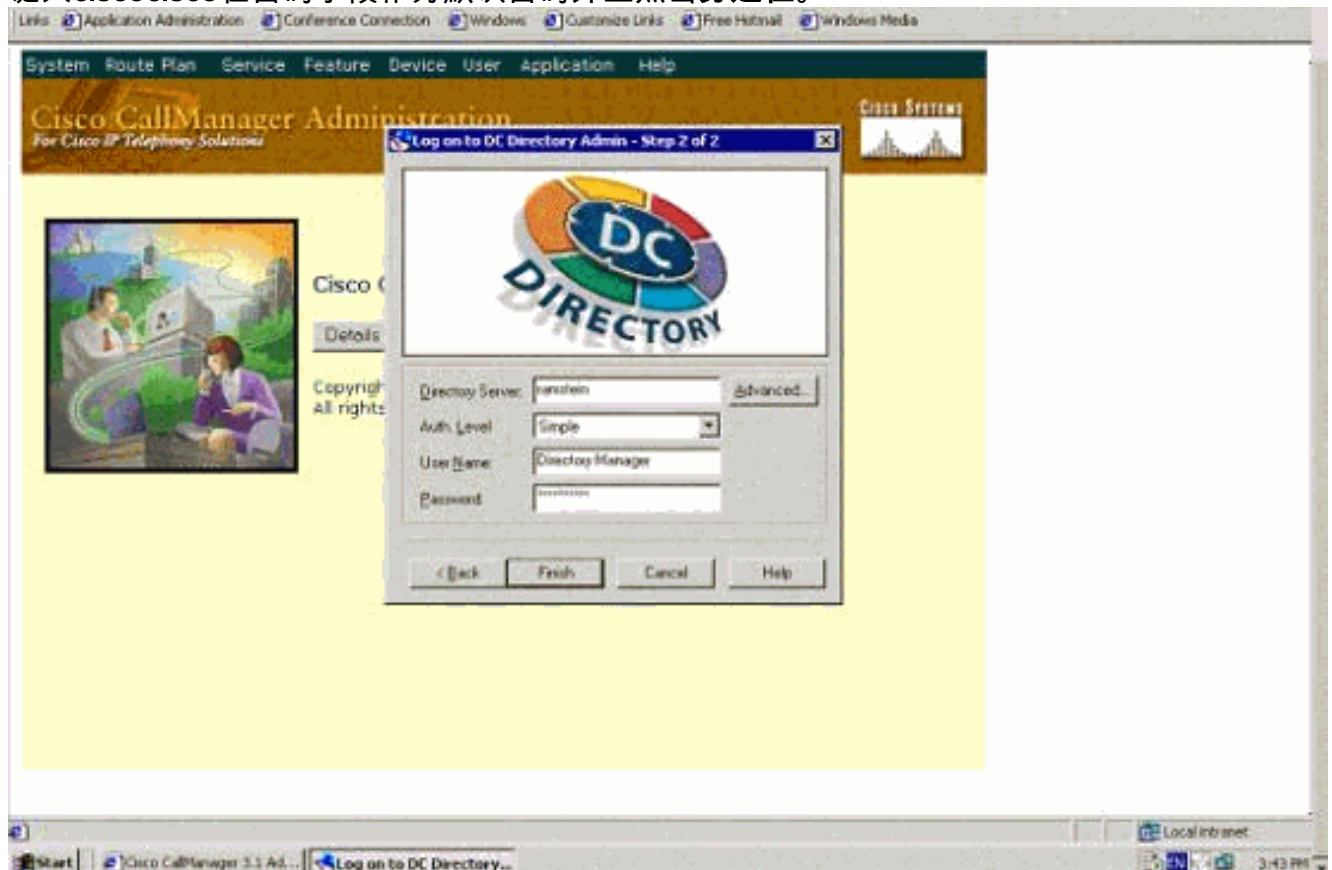 Links Application Administration Conference Connection Windows Customize Links Free Hotmail Windows Media
System Route Plan Service Feature Device User Application Help
Cisco CallManager Administration
For Cisco IP Telephony Solutions
CISCO SYSTEMS
Log on to DC Directory Admin - Step 2 of 2
DC
DIRECTORY
Cisco
Details
Copyrigh
All rights
Directory Server:
Advanced...
Auth. Level
Simple
User Name:
Directory Manager
Password:
< Back Finish Cancel Help
Local intranet
Start Cisco CallManager 3.1 Ad... Log on to DC Directory...
EN 3:43 PM